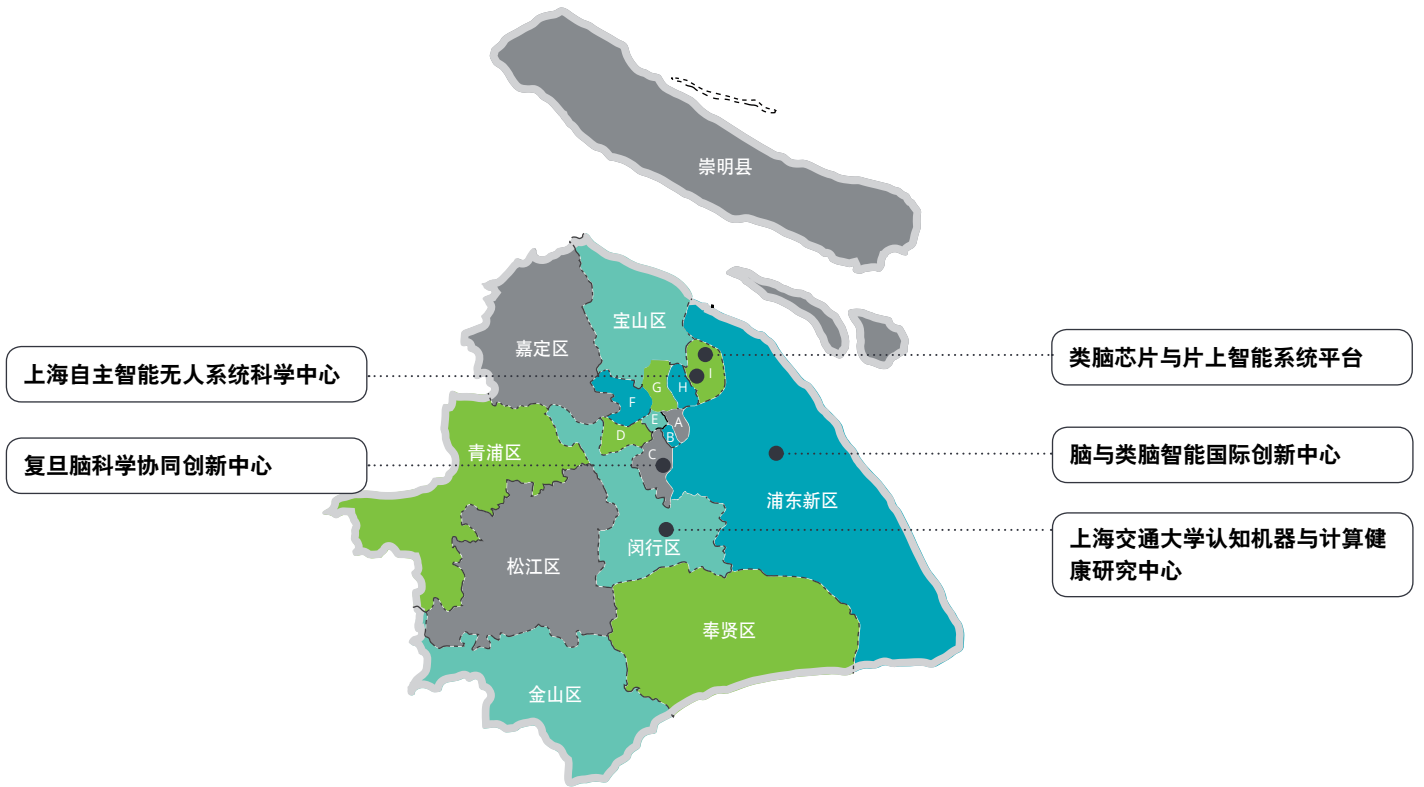 崇明县
宝山区
嘉定区
上海自主智能无人系统科学中心
类脑芯片与片上智能系统平台
G
H
I
F
E
A
D
B
C
青浦区
复旦脑科学协同创新中心
脑与类脑智能国际创新中心
浦东新区
闵行区
上海交通大学认知机器与计算健
康研究中心
松江区
奉贤区
金山区